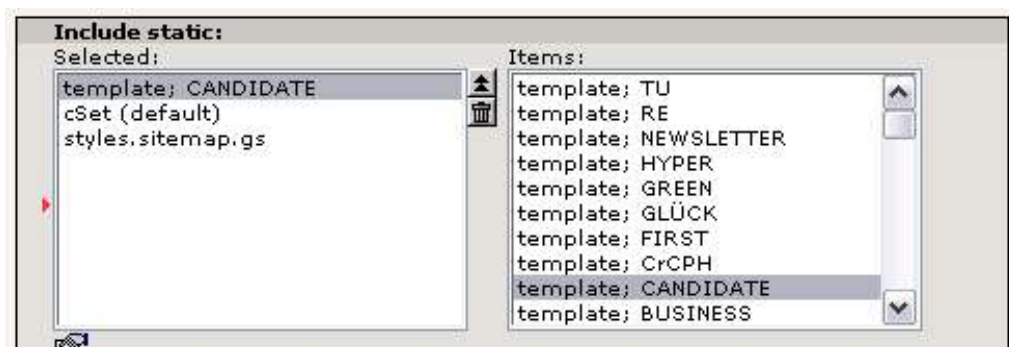 Include static:
Selected:
template; CANDIDATE
cSet (default)
styles.sitemap.gs
Items:
template; TU
template; RE
template; NEWSLETTER
template; HYPER
template; GREEN
template; GLÜCK
template; FIRST
template; CrCPH
template; CANDIDATE
template; BUSINESS